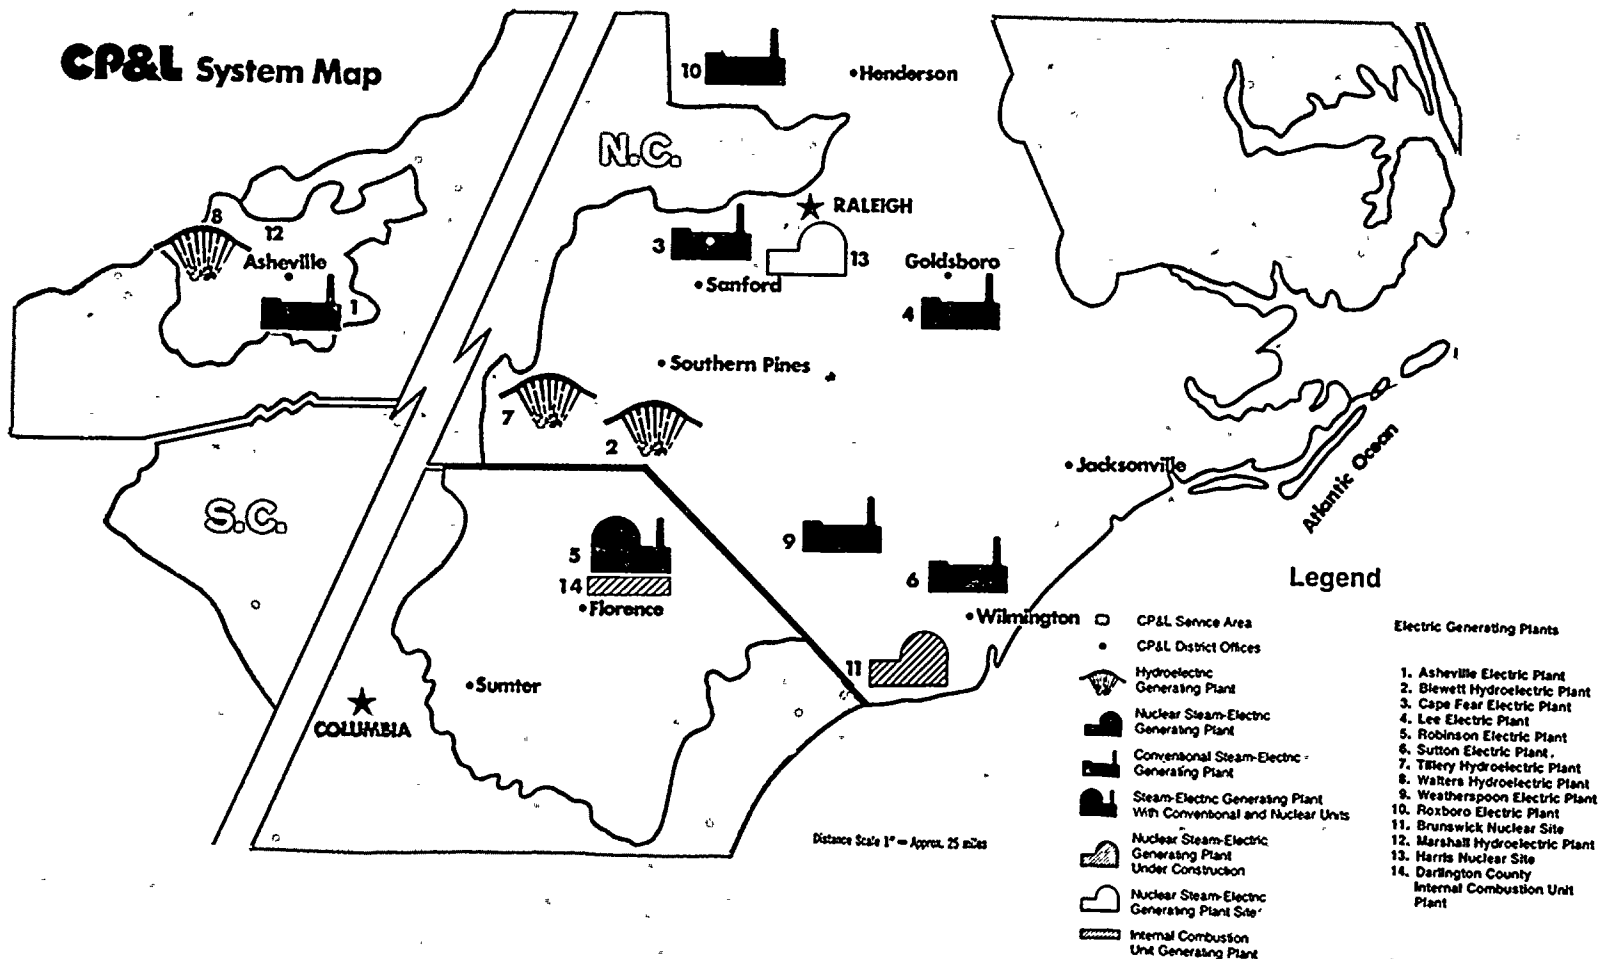 CP&L System Map
10
Henderson
N.C.
8
12
Asheville
1
RALEIGH
3
13
Sanford
Goldsboro
4
Southern Pines
7
2
Jacksonville
Atlantic Ocean
S.C.
5
14
Florence
9
6
Wilmington
11
Sumter
COLUMBIA
Distance Scale 1" = Approx. 25 miles
Legend
CP&L Service Area
CP&L District Offices
Hydroelectric
Generating Plant
Nuclear Steam-Electric
Generating Plant
Conventional Steam-Electric
Generating Plant
Steam-Electric Generating Plant
With Conventional and Nuclear Units
Nuclear Steam-Electric
Generating Plant
Under Construction
Nuclear Steam-Electric
Generating Plant Site
Internal Combustion
Unit Generating Plant
Electric Generating Plants
1. Asheville Electric Plant
2. Blewett Hydroelectric Plant
3. Cape Fear Electric Plant
4. Lee Electric Plant
5. Robinson Electric Plant
6. Sutton Electric Plant
7. Tillery Hydroelectric Plant
8. Walters Hydroelectric Plant
9. Weatherspoon Electric Plant
10. Roxboro Electric Plant
11. Brunswick Nuclear Site
12. Marshall Hydroelectric Plant
13. Harris Nuclear Site
14. Darlington County
Internal Combustion Unit
Plant